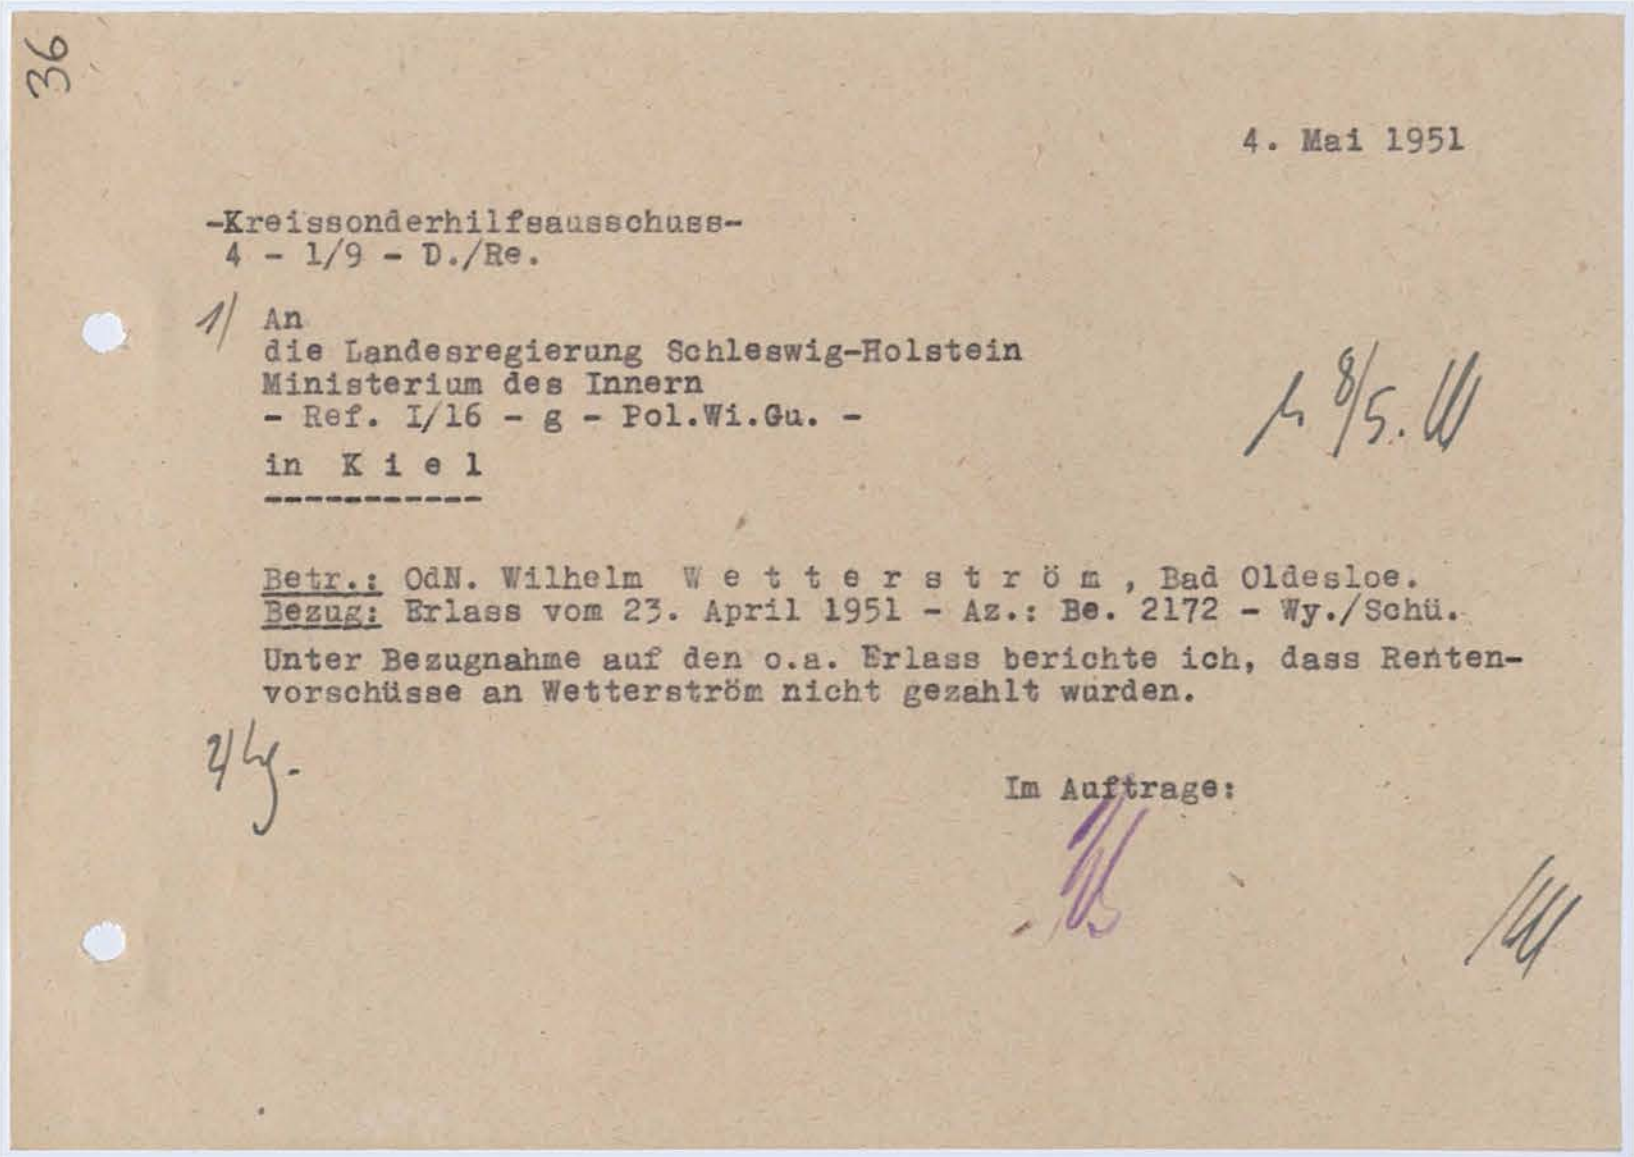 36
4. Mai 1951
-Kreissonderhilfsausschuss-
4 - 1/9 - D./Re.
1/ An
die Landesregierung Schleswig-Holstein
Ministerium des Innern
- Ref. I/16 - g - Pol.Wi.Gu. -
8/5.
in K i e l
-----------
Betr.: OdN. Wilhelm W e t t e r s t r ö m , Bad Oldesloe.
Bezug: Erlass vom 23. April 1951 - Az.: Be. 2172 - Wy./Schü.
Unter Bezugnahme auf den o.a. Erlass berichte ich, dass Renten-
vorschüsse an Wetterström nicht gezahlt wurden.
2/
Im Auftrage: